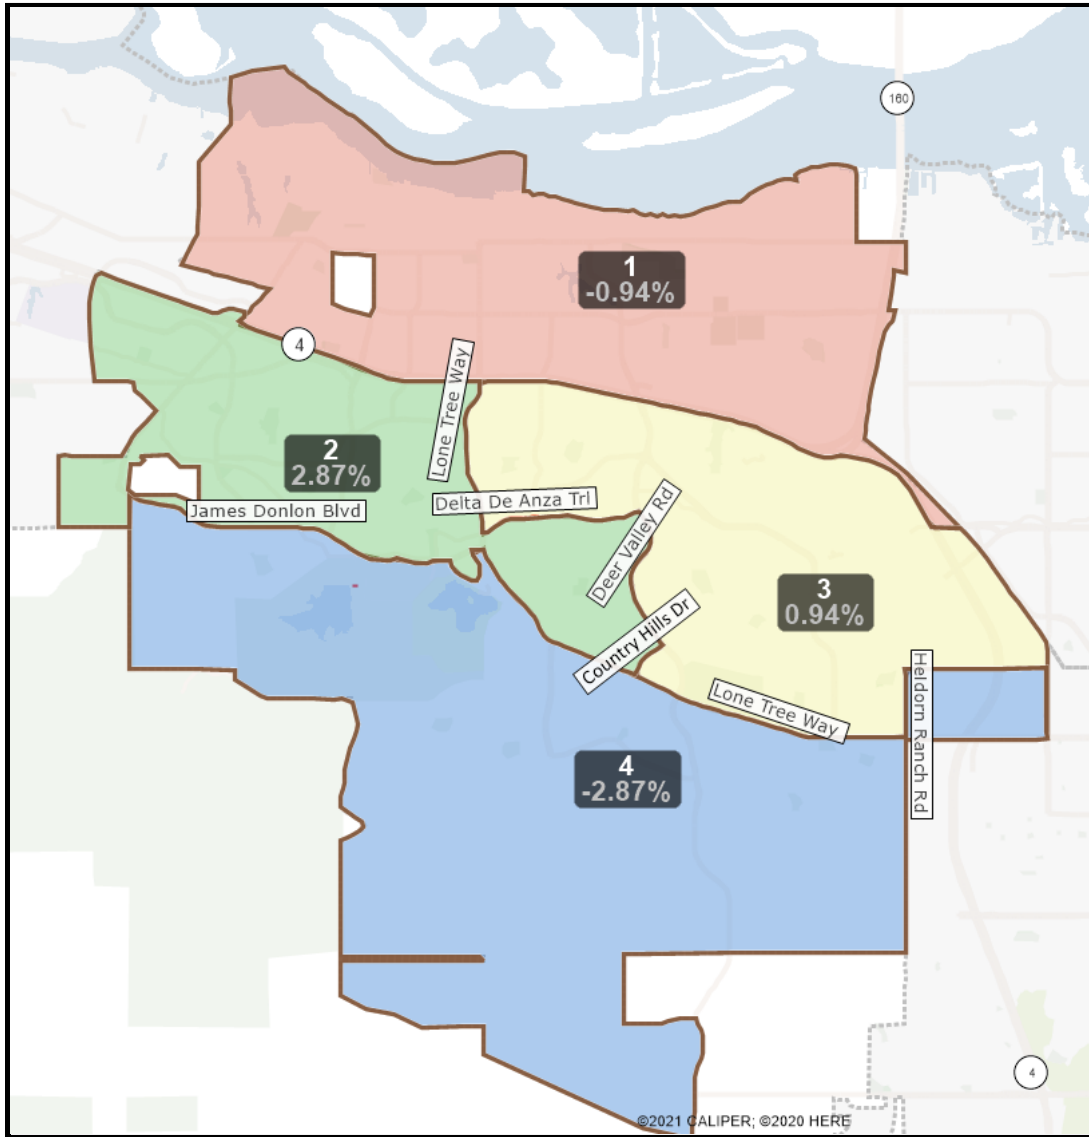 160
1
-0.94%
4
Lone Tree Way
2
2.87%
Delta De Anza Trl
James Donlon Blvd
Deer Valley Rd
3
0.94%
Country Hills Dr
Lone Tree Way
Heidorn Ranch Rd
4
-2.87%
4
©2021 CALIPER; ©2020 HERE